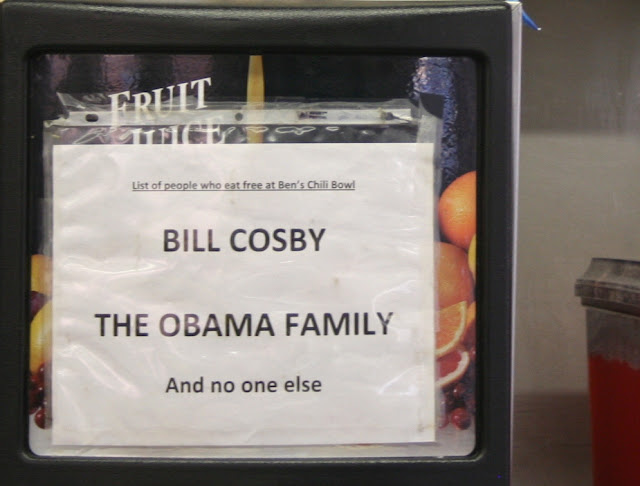 FRUIT
JUICE
List of people who eat free at Ben's Chili Bowl
BILL COSBY
THE OBAMA FAMILY
And no one else